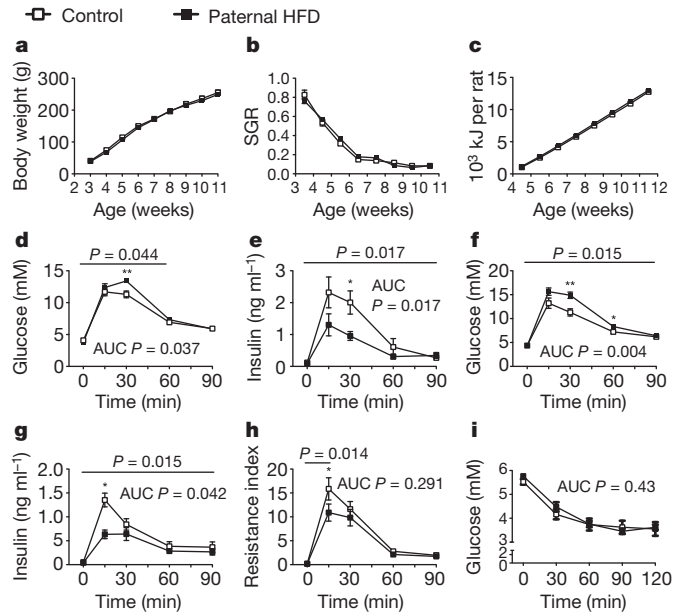 Control Paternal HFD
a b c
Body weight (g)
300
200
100
0
2 3 4 5 6 7 8 9 10 11
Age (weeks)
SGR
1.0
0.8
0.6
0.4
0.2
0.0
3 4 5 6 7 8 9 10 11
Age (weeks)
10³ kJ per rat
15
10
5
0
4 5 6 7 8 9 10 11 12
Age (weeks)
d e f
P = 0.044
**
Glucose (mM)
15
10
5
0
AUC P = 0.037
0 15 30 60 90
Time (min)
P = 0.017
*
AUC
P = 0.017
Insulin (ng ml⁻¹)
3
2
1
0
0 15 30 60 90
Time (min)
P = 0.015
**
*
Glucose (mM)
20
15
10
5
0
AUC P = 0.004
0 15 30 60 90
Time (min)
g h i
P = 0.015
*
AUC P = 0.042
Insulin (ng ml⁻¹)
2.0
1.5
1.0
0.5
0.0
0 15 30 60 90
Time (min)
P = 0.014
*
AUC P = 0.291
Resistance index
20
15
10
5
0
0 15 30 60 90
Time (min)
AUC P = 0.43
Glucose (mM)
6
5
4
3
2
0
0 30 60 90 120
Time (min)